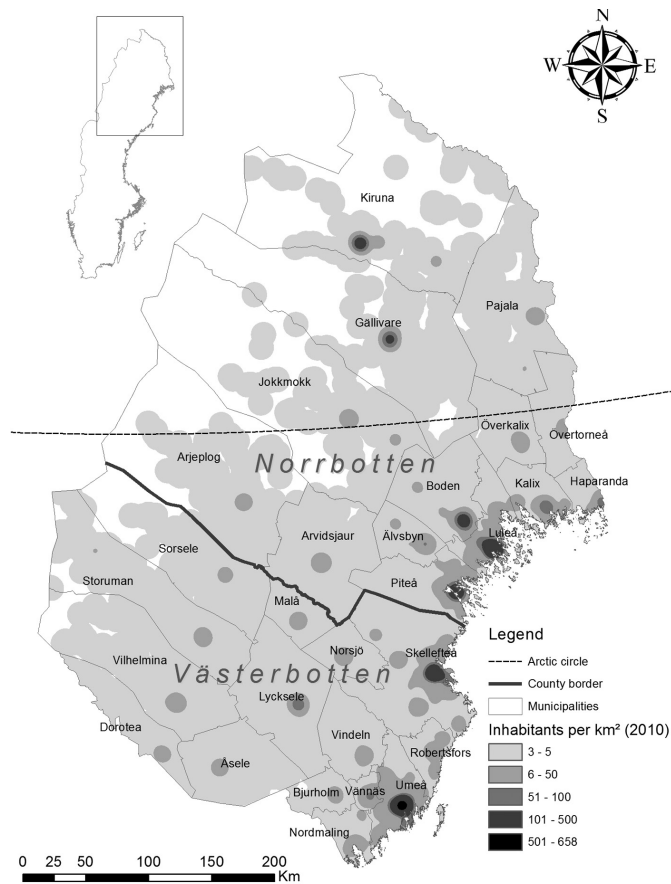 N
W E
S
Kiruna
Pajala
Gällivare
Jokkmokk
Överkalix
Övertorneå
Arjeplog
Norrbotten
Boden
Kalix
Haparanda
Arvidsjaur
Älvsbyn
Luleå
Sorsele
Storuman
Piteå
Malå
Norsjö
Skellefteå
Vilhelmina
Västerbotten
Lycksele
Dorotea
Vindeln
Robertsfors
Åsele
Bjurholm
Vännäs
Umeå
Nordmaling
Legend
Arctic circle
County border
Municipalities
Inhabitants per km² (2010)
3 - 5
6 - 50
51 - 100
101 - 500
501 - 658
0 25 50 100 150 200
Km